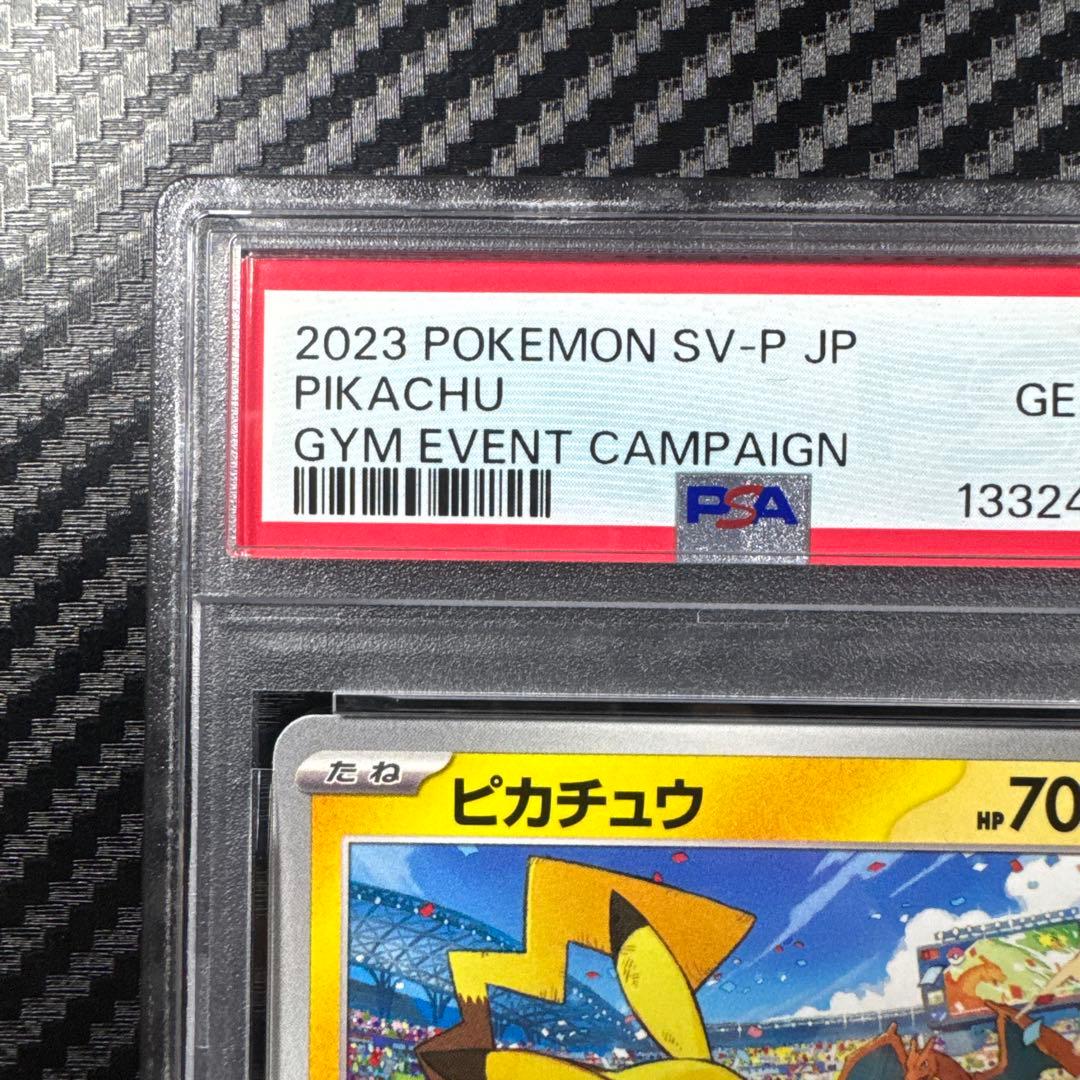 2023 POKEMON SV-P JP
PIKACHU
GE
GYM EVENT CAMPAIGN
PSA
13324
たね
ピカチュウ
HP70